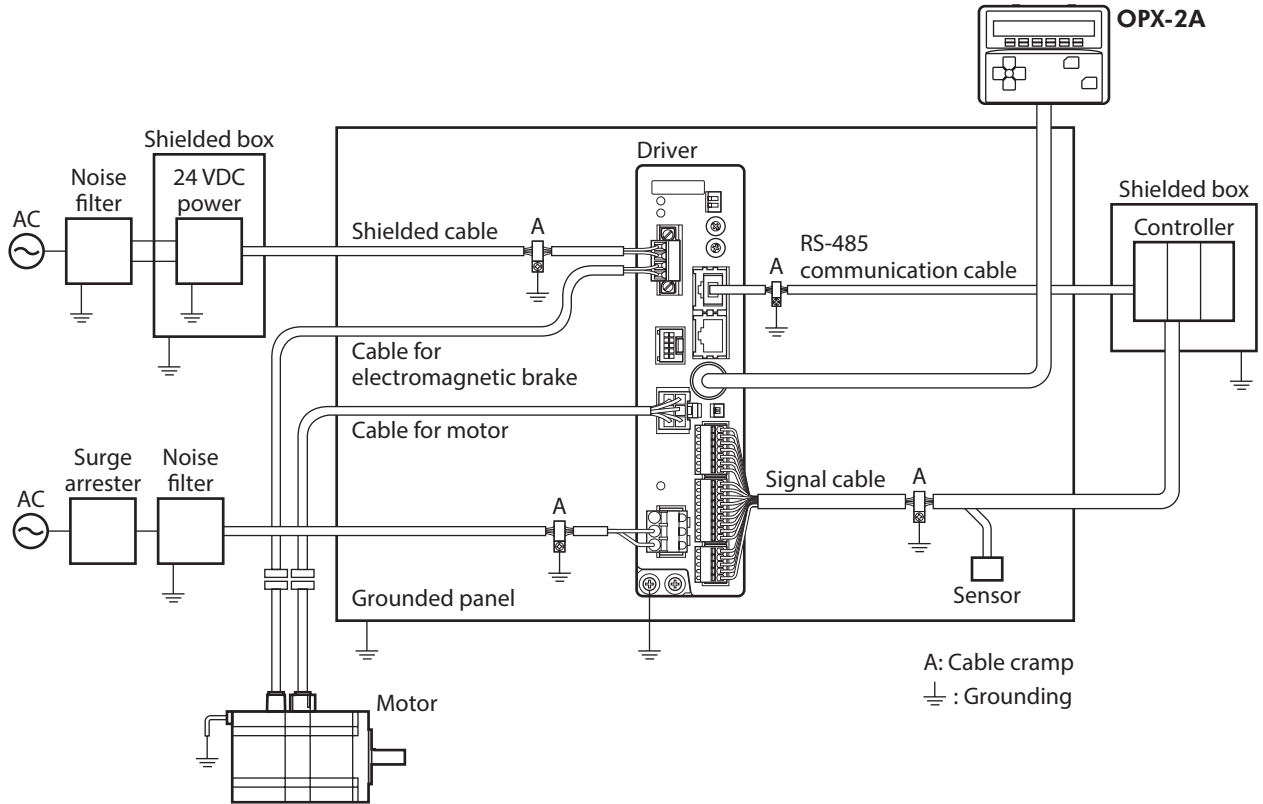 OPX-2A
Shielded box
Driver
Noise
filter
24 VDC
power
Shielded box
AC
Shielded cable
A
Controller
RS-485
communication cable
A
Cable for
electromagnetic brake
Cable for motor
Surge
arrester
Noise
filter
AC
A
Signal cable
A
Sensor
Grounded panel
A: Cable cramp
: Grounding
Motor